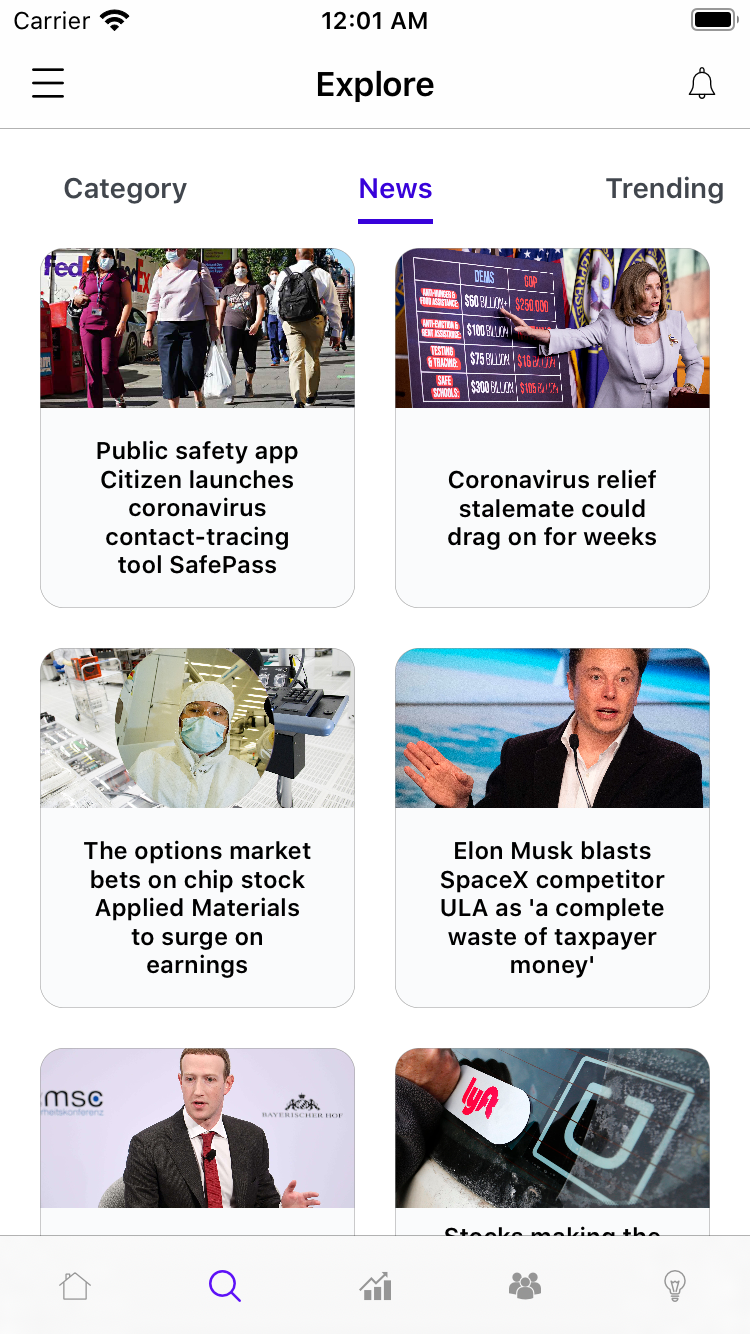 Carrier
12:01 AM
Explore
Category
News
Trending
FedEx
DEMS
GOP
ANTI-HUNGER &
FOOD ASSISTANCE:
$60 BILLION+
$250,000
ANTI-EVICTION &
RENT ASSISTANCE:
$100 BILLION
TESTING
& TRACING:
$75 BILLION
$16 BILLION
SAFE
SCHOOLS:
$300 BILLION
$105 BILLION
Public safety app
Citizen launches
coronavirus
contact-tracing
tool SafePass
Coronavirus relief
stalemate could
drag on for weeks
The options market
bets on chip stock
Applied Materials
to surge on
earnings
Elon Musk blasts
SpaceX competitor
ULA as 'a complete
waste of taxpayer
money'
msc
rheitskonferenz
BAYERISCHER HOF
lyft
U
Stocks making the